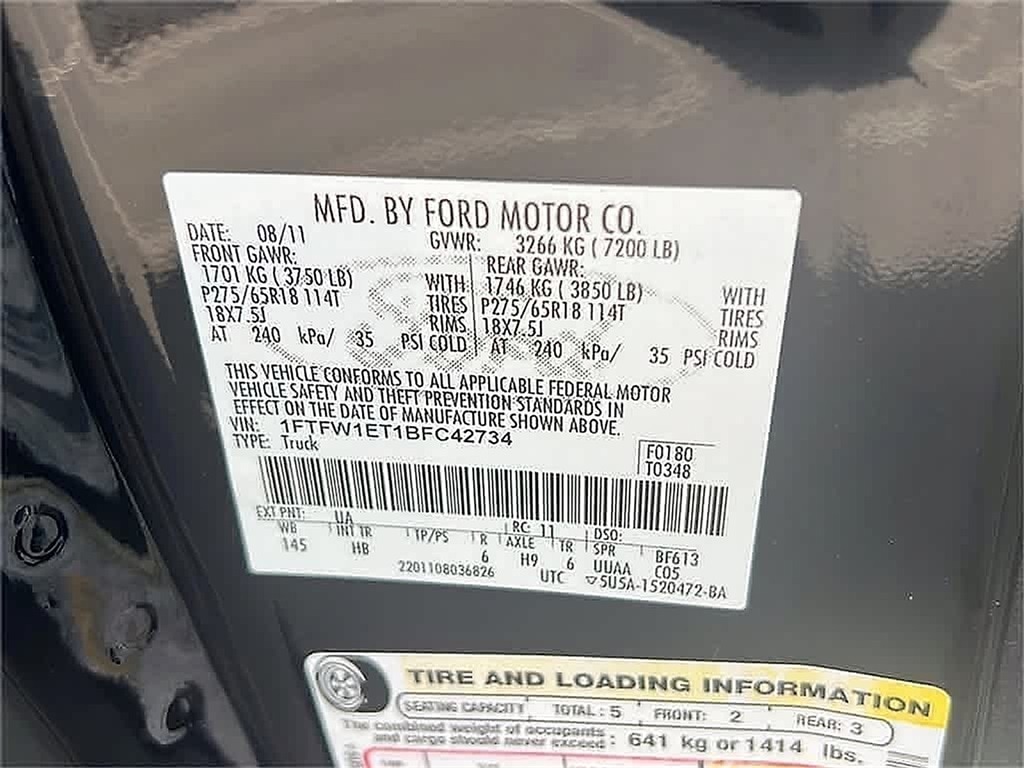 MFD. BY FORD MOTOR CO.
DATE: 08/11 GVWR: 3266 KG ( 7200 LB)
FRONT GAWR: REAR GAWR:
1701 KG ( 3750 LB) WITH 1746 KG ( 3850 LB) WITH
P275/65R18 114T TIRES P275/65R18 114T TIRES
18X7.5J RIMS 18X7.5J RIMS
AT 240 kPa/ 35 PSI COLD AT 240 kPa/ 35 PSI COLD
THIS VEHICLE CONFORMS TO ALL APPLICABLE FEDERAL MOTOR
VEHICLE SAFETY AND THEFT PREVENTION STANDARDS IN
EFFECT ON THE DATE OF MANUFACTURE SHOWN ABOVE.
VIN: 1FTFW1ET1BFC42734
TYPE: Truck
F0180
T0348
EXT PNT: UA RC: 11 DSO:
WB INT TR TP/PS R AXLE TR SPR BF613
145 HB 6 H9 6 UUAA C05
2201108036826 UTC ▽5U5A-1520472-BA
TIRE AND LOADING INFORMATION
SEATING CAPACITY TOTAL: 5 FRONT: 2 REAR: 3
The combined weight of occupants
and cargo should never exceed: 641 kg or 1414 lbs.